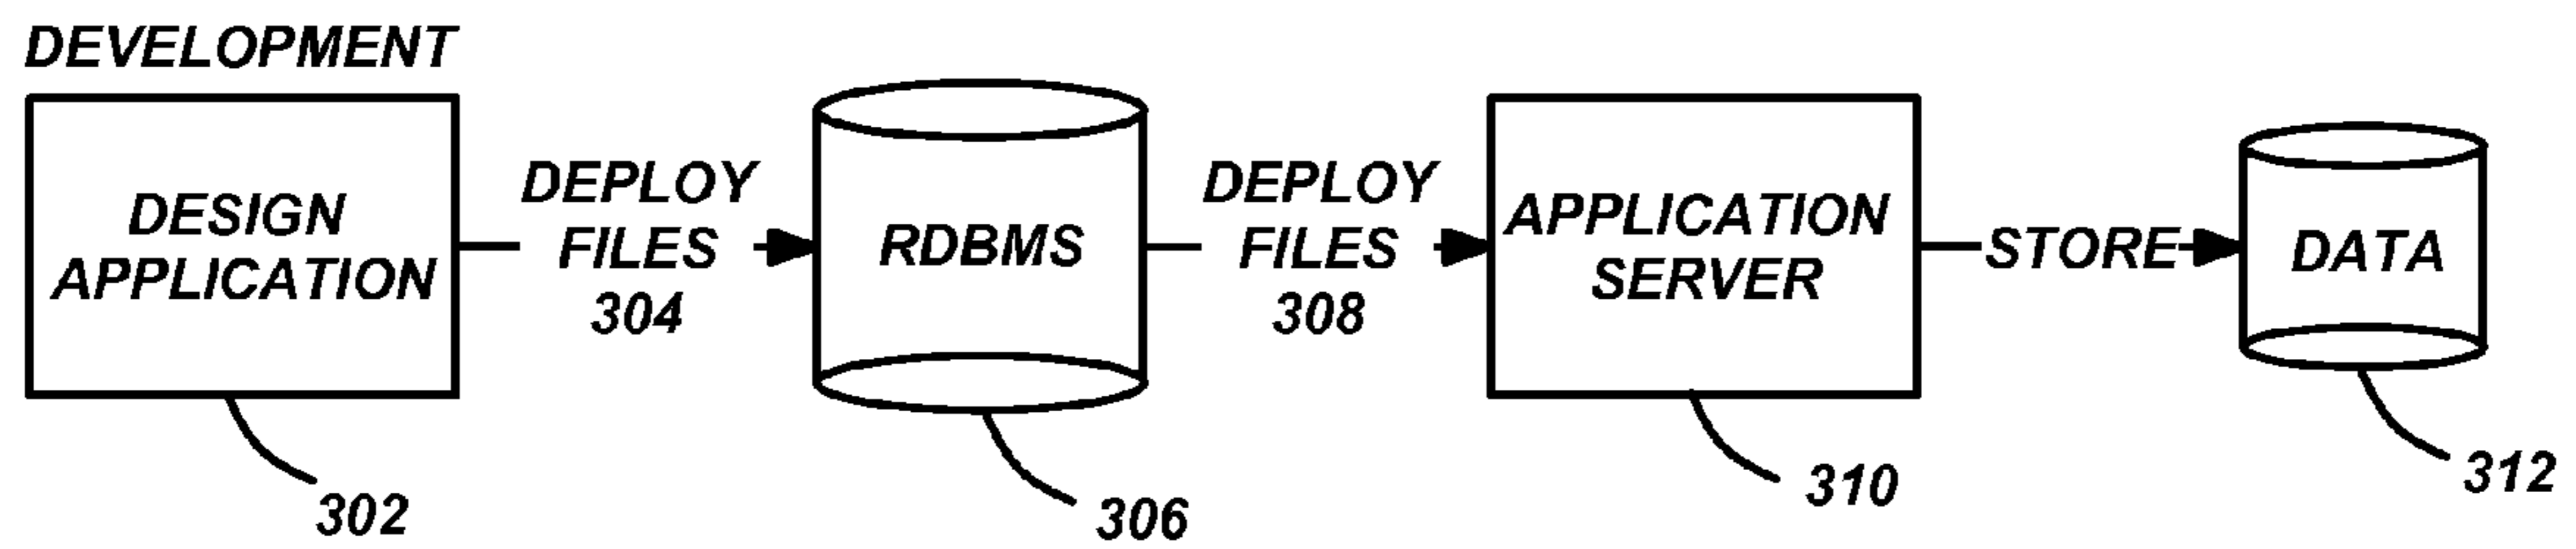 DEVELOPMENT
DESIGN
APPLICATION
302
DEPLOY
FILES
304
RDBMS
306
DEPLOY
FILES
308
APPLICATION
SERVER
310
STORE
DATA
312